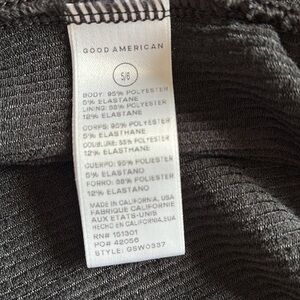 GOOD AMERICAN
5/6
BODY: 95% POLYESTER
5% ELASTANE
LINING: 88% POLYESTER
12% ELASTANE
CORPS: 95% POLYESTER
5% ELASTHANE
DOUBLURE: 88% POLYESTER
12% ELASTHANE
CUERPO: 95% POLIESTER
5% ELASTANO
FORRO: 88% POLIESTER
12% ELASTANO
MADE IN CALIFORNIA, USA
FABRIQUE CALIFORNIE
AUX ETATS-UNIS
HECHO EN CALIFORNIA, EUA
RN# 151301
PO# 42056
STYLE: GSW0337